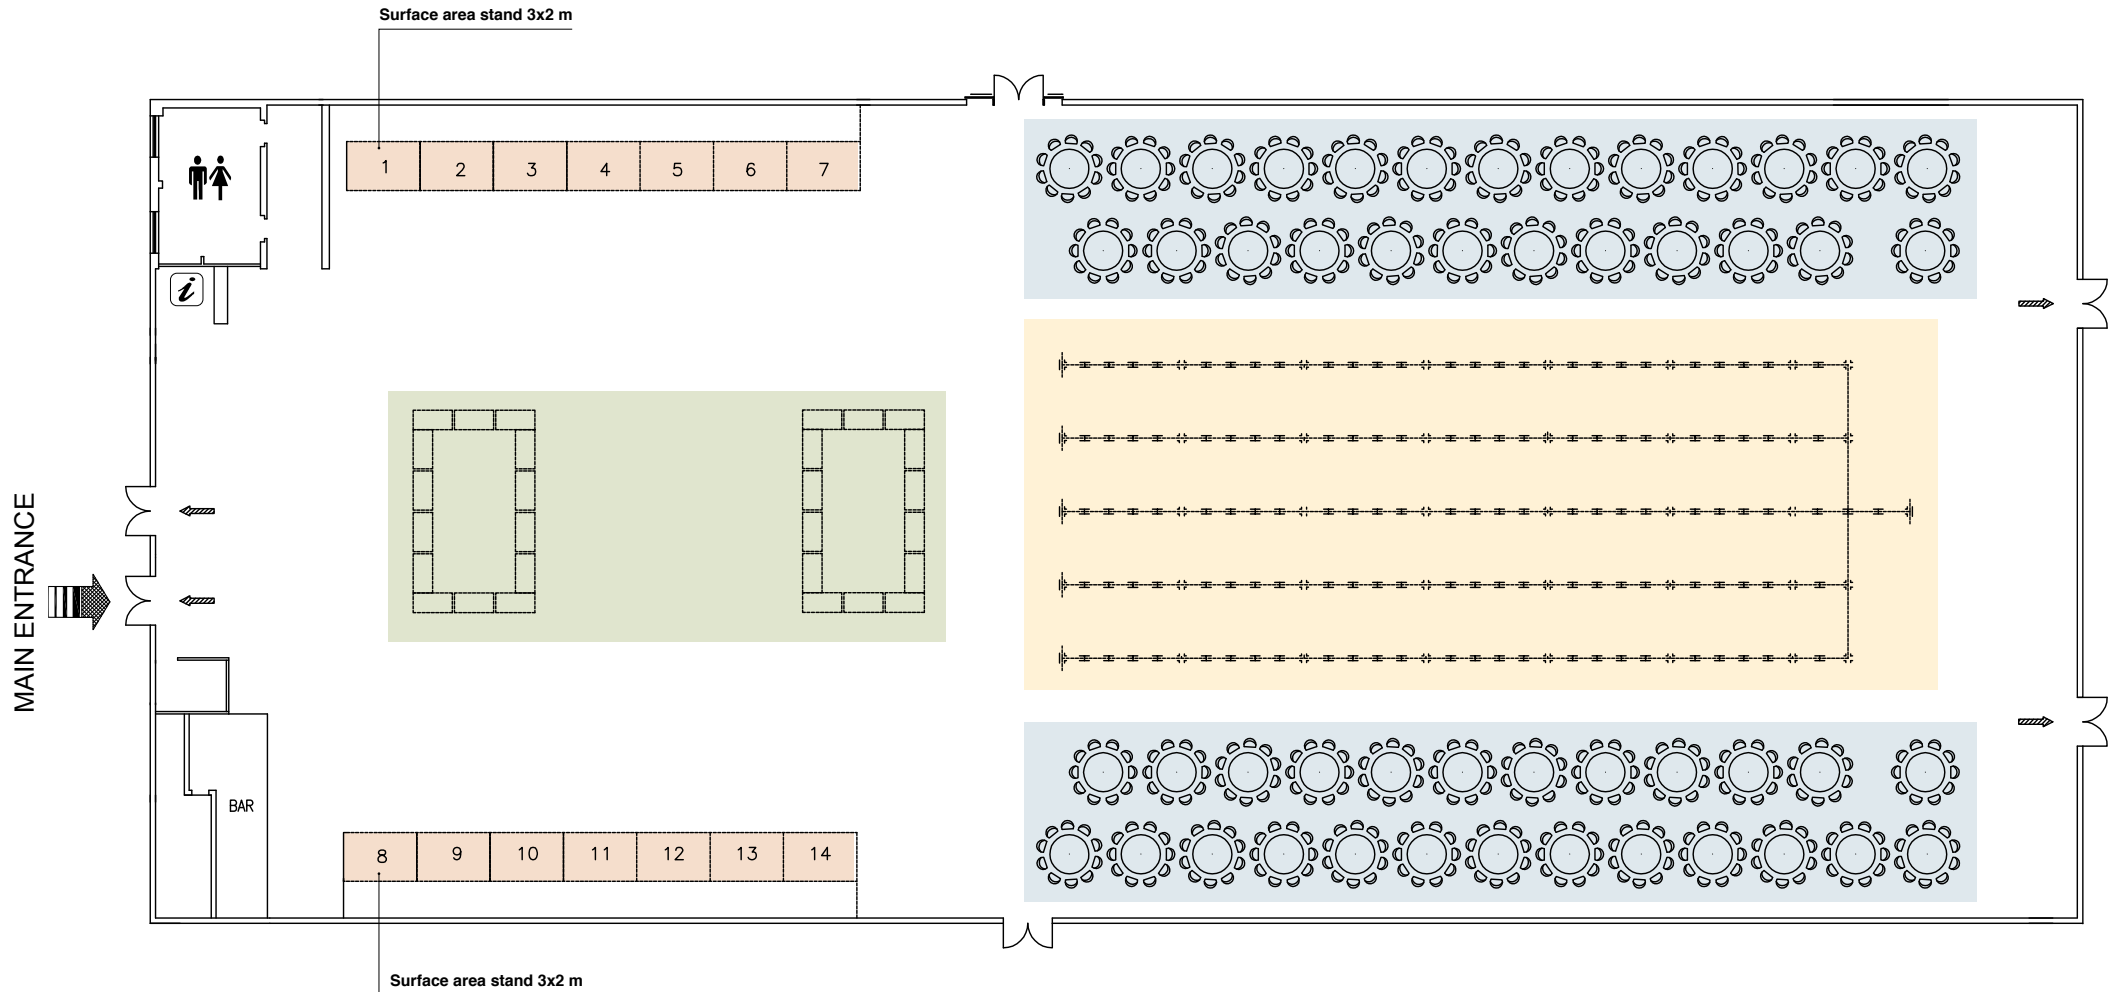 Surface area stand 3x2 m
1 2 3 4 5 6 7
i
MAIN ENTRANCE
BAR
8 9 10 11 12 13 14
Surface area stand 3x2 m